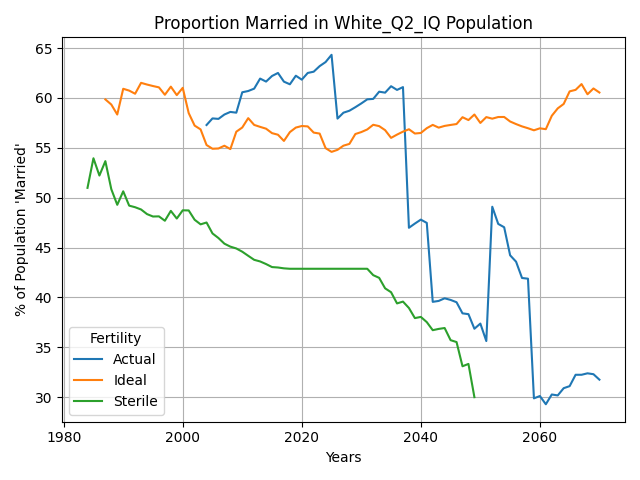 Proportion Married in White_Q2_IQ Population
% of Population 'Married'
65
60
55
50
45
40
35
30
Fertility
Actual
Ideal
Sterile
1980 2000 2020 2040 2060
Years